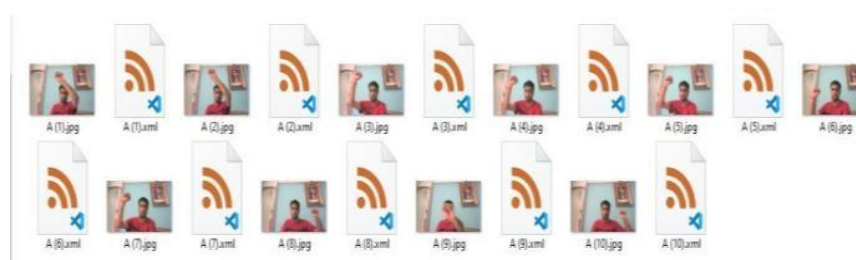 A (1).jpg A (1).xml A (2).jpg A (2).xml A (3).jpg A (3).xml A (4).jpg A (4).xml A (5).jpg A (5).xml A (6).jpg
A (6).xml A (7).jpg A (7).xml A (8).jpg A (8).xml A (9).jpg A (9).xml A (10).jpg A (10).xml